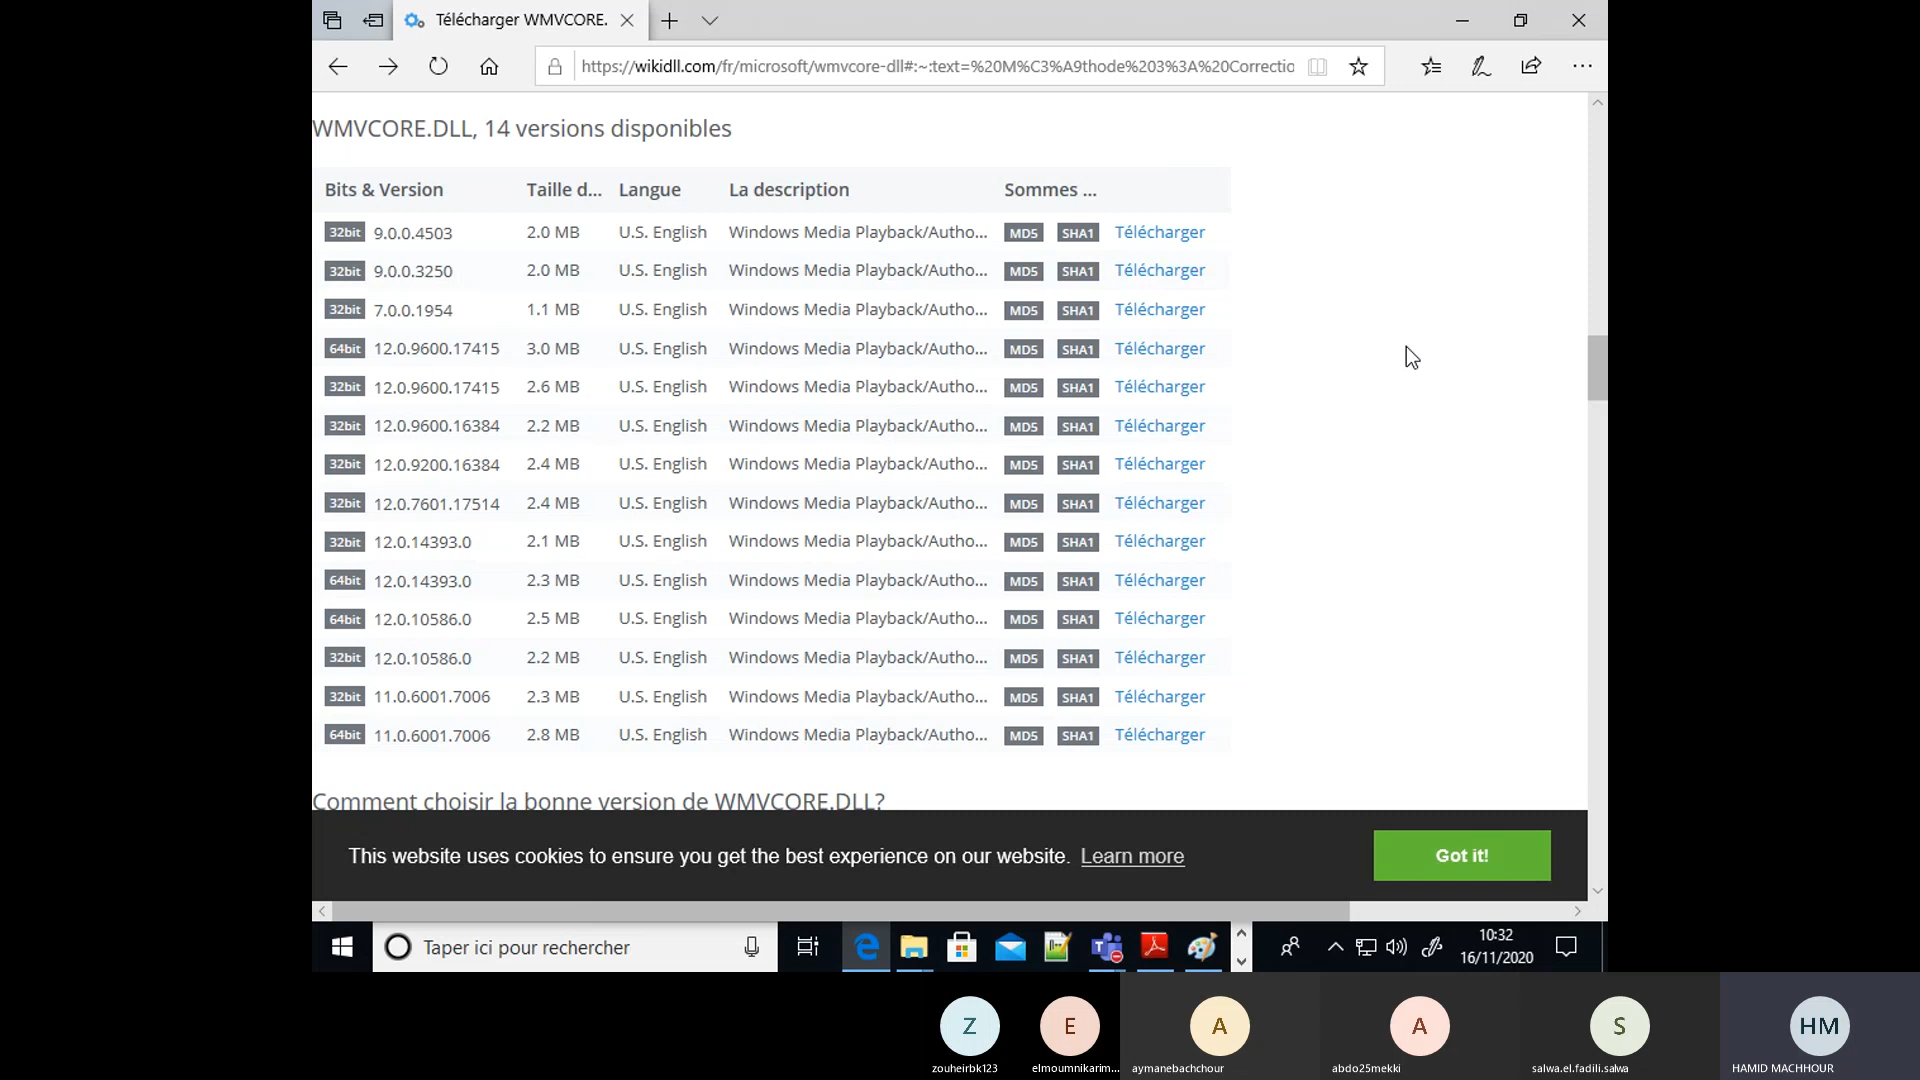 Télécharger WMVCORE.
https://wikidll.com/fr/microsoft/wmvcore-dll#:~:text=%20M%C3%A9thode%203%3A%20Correctio
WMVCORE.DLL, 14 versions disponibles
Bits & Version Taille d... Langue La description Sommes ...
32bit 9.0.0.4503 2.0 MB U.S. English Windows Media Playback/Autho... MD5 SHA1 Télécharger
32bit 9.0.0.3250 2.0 MB U.S. English Windows Media Playback/Autho... MD5 SHA1 Télécharger
32bit 7.0.0.1954 1.1 MB U.S. English Windows Media Playback/Autho... MD5 SHA1 Télécharger
64bit 12.0.9600.17415 3.0 MB U.S. English Windows Media Playback/Autho... MD5 SHA1 Télécharger
32bit 12.0.9600.17415 2.6 MB U.S. English Windows Media Playback/Autho... MD5 SHA1 Télécharger
32bit 12.0.9600.16384 2.2 MB U.S. English Windows Media Playback/Autho... MD5 SHA1 Télécharger
32bit 12.0.9200.16384 2.4 MB U.S. English Windows Media Playback/Autho... MD5 SHA1 Télécharger
32bit 12.0.7601.17514 2.4 MB U.S. English Windows Media Playback/Autho... MD5 SHA1 Télécharger
32bit 12.0.14393.0 2.1 MB U.S. English Windows Media Playback/Autho... MD5 SHA1 Télécharger
64bit 12.0.14393.0 2.3 MB U.S. English Windows Media Playback/Autho... MD5 SHA1 Télécharger
64bit 12.0.10586.0 2.5 MB U.S. English Windows Media Playback/Autho... MD5 SHA1 Télécharger
32bit 12.0.10586.0 2.2 MB U.S. English Windows Media Playback/Autho... MD5 SHA1 Télécharger
32bit 11.0.6001.7006 2.3 MB U.S. English Windows Media Playback/Autho... MD5 SHA1 Télécharger
64bit 11.0.6001.7006 2.8 MB U.S. English Windows Media Playback/Autho... MD5 SHA1 Télécharger
Comment choisir la bonne version de WMVCORE.DLL?
This website uses cookies to ensure you get the best experience on our website. Learn more
Got it!
Taper ici pour rechercher
10:32
16/11/2020
Z E A A S HM
zouheirbk123 elmoumnikarim... aymanebachchour abdo25mekki salwa.el.fadili.salwa HAMID MACHHOUR